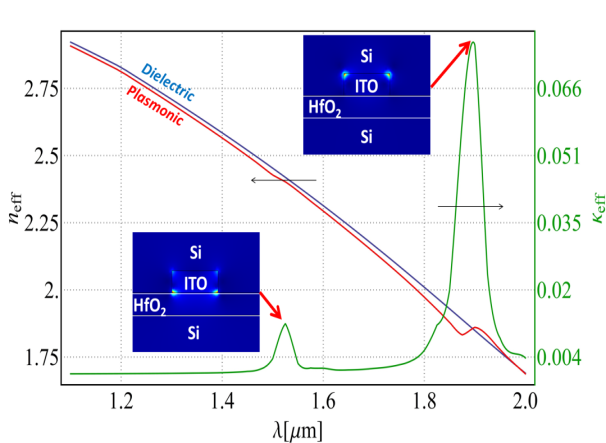 Si
ITO
HfO₂
Si
Dielectric
Plasmonic
2.75
2.5
2.25
2.
1.75
n_eff
0.066
0.051
0.035
0.02
0.004
κ_eff
Si
ITO
HfO₂
Si
1.2
1.4
1.6
1.8
2.0
λ[μm]